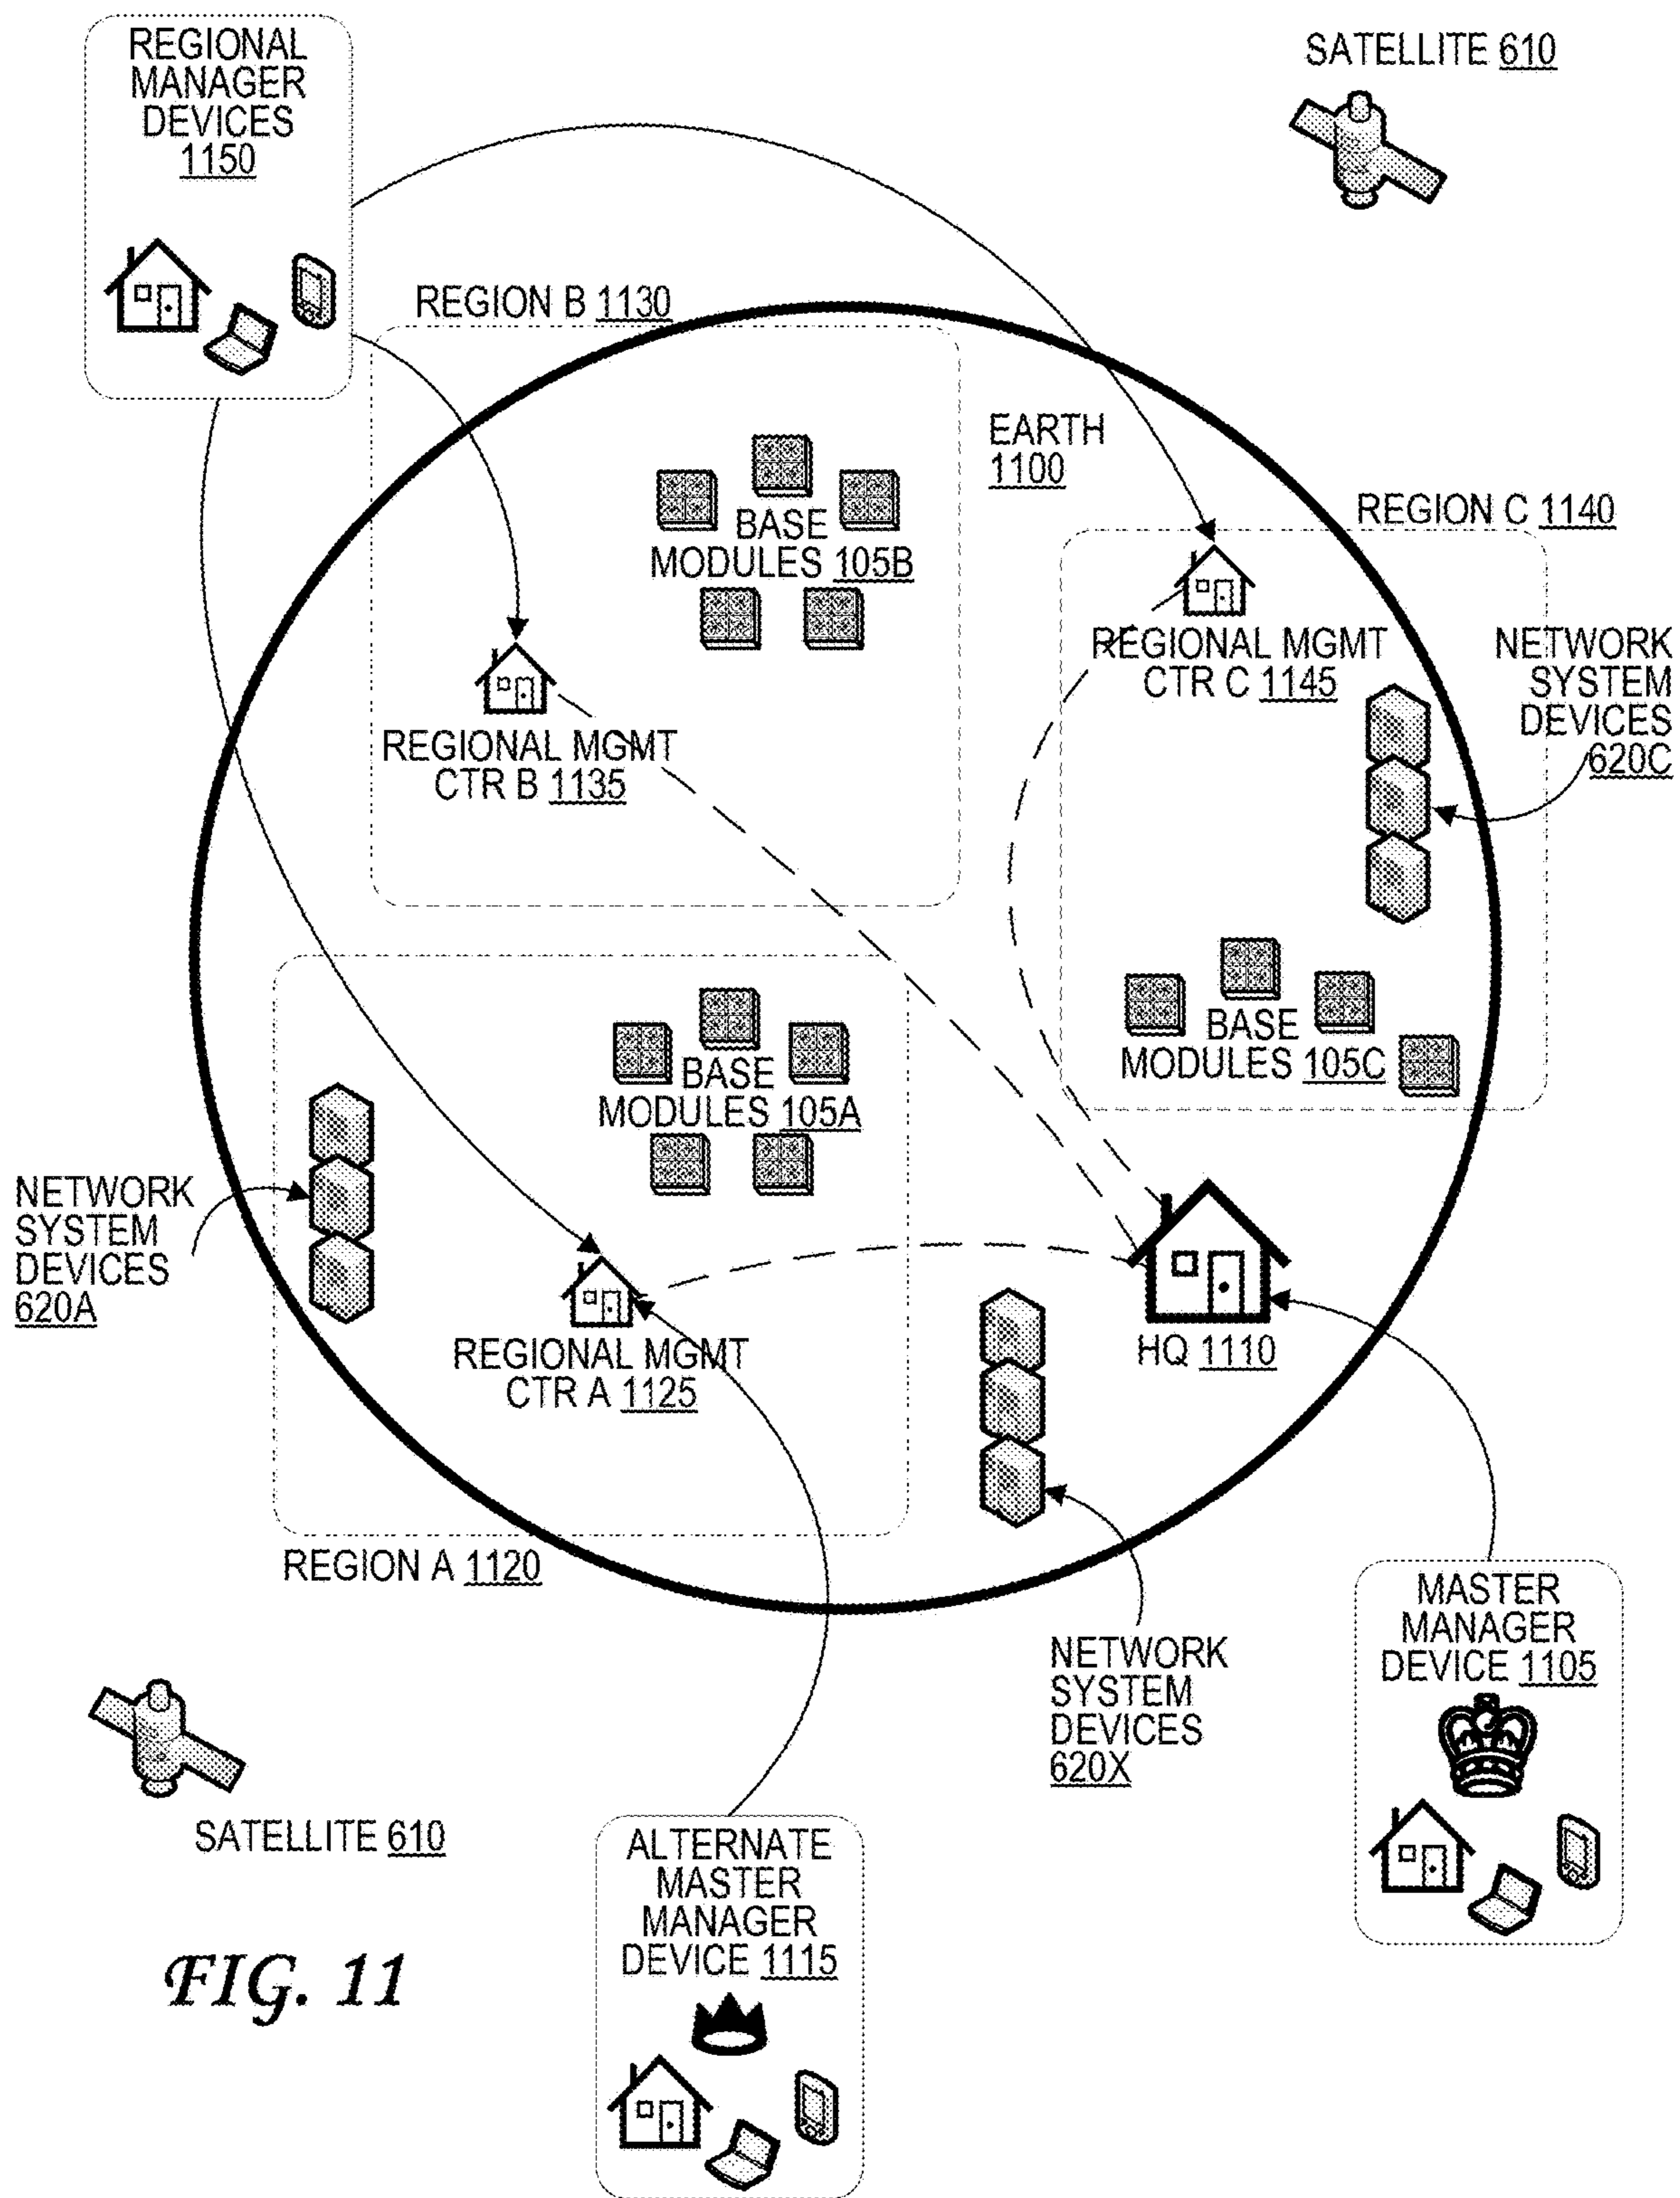 REGIONAL
MANAGER
DEVICES
1150
SATELLITE 610
REGION B 1130
EARTH
1100
BASE
MODULES 105B
REGION C 1140
REGIONAL MGMT
CTR C 1145
NETWORK
SYSTEM
DEVICES
620C
REGIONAL MGMT
CTR B 1135
BASE
MODULES 105C
BASE
MODULES 105A
NETWORK
SYSTEM
DEVICES
620A
REGIONAL MGMT
CTR A 1125
HQ 1110
REGION A 1120
MASTER
MANAGER
DEVICE 1105
NETWORK
SYSTEM
DEVICES
620X
SATELLITE 610
ALTERNATE
MASTER
MANAGER
DEVICE 1115
FIG. 11